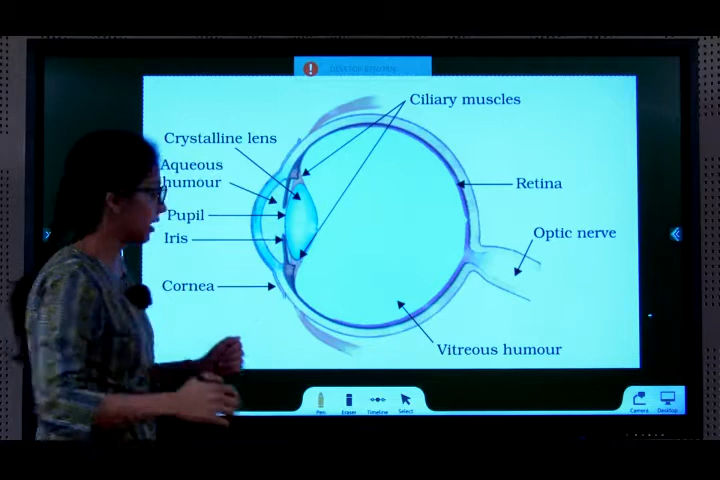 Ciliary muscles
Crystalline lens
Aqueous
humour
Pupil
Iris
Cornea
Retina
Optic nerve
Vitreous humour
Pen
Eraser
Timeline
Select
Camera
Desktop